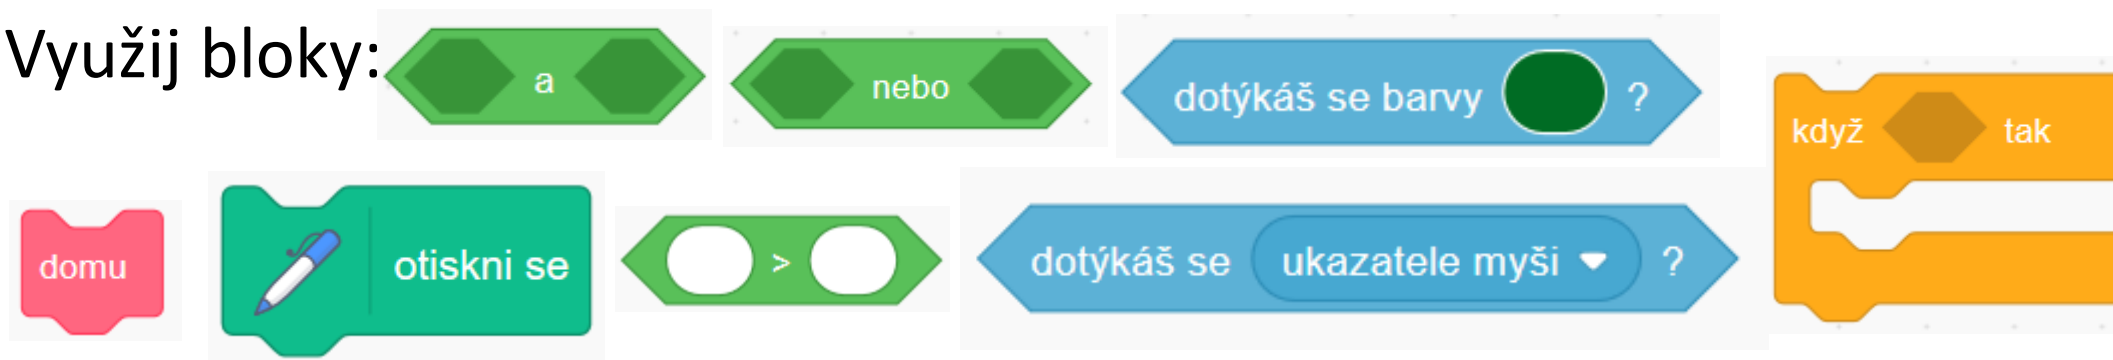 Využij bloky:
a
nebo
dotýkáš se barvy ?
když tak
domu
otiskni se
>
dotýkáš se ukazatele myši ?